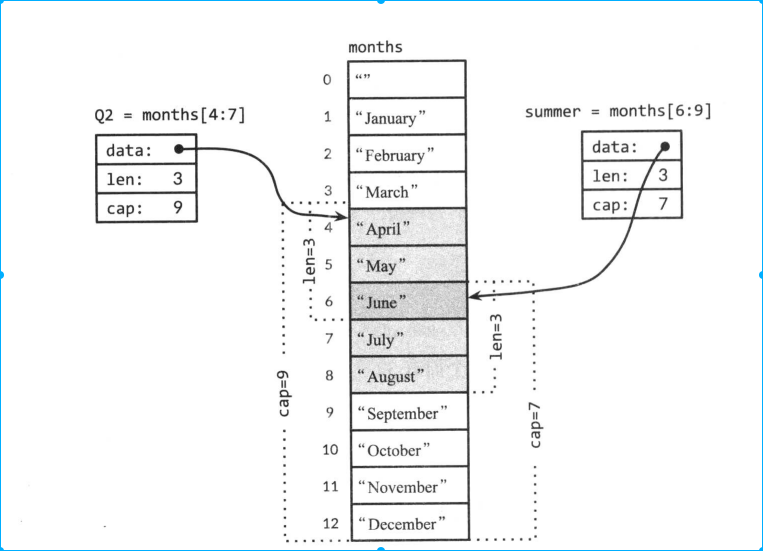 months
0 “”
Q2 = months[4:7]
summer = months[6:9]
1 “January”
data:
data:
2 “February”
len: 3
len: 3
3 “March”
cap: 9
cap: 7
4 “April”
len=3
5 “May”
6 “June”
7 “July”
len=3
8 “August”
cap=9
9 “September”
cap=7
10 “October”
11 “November”
12 “December”